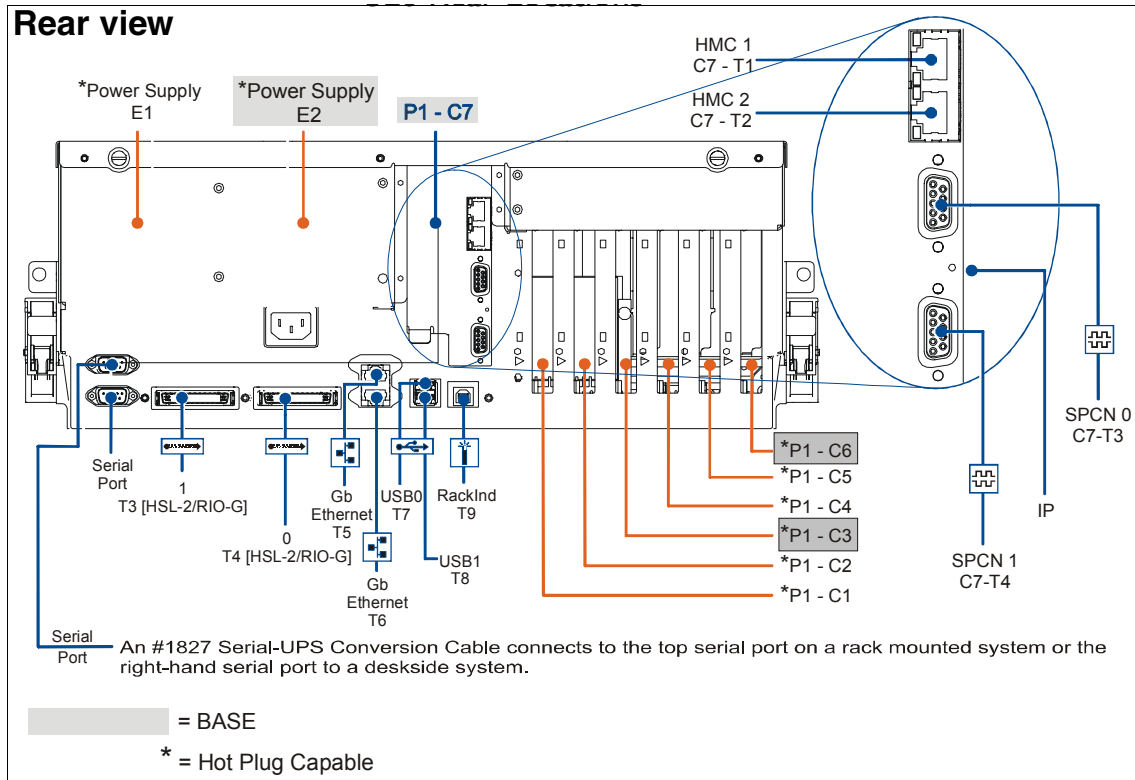 Rear view
HMC 1
C7 - T1
HMC 2
C7 - T2
*Power Supply
E1
*Power Supply
E2
P1 - C7
SPCN 0
C7-T3
IP
SPCN 1
C7-T4
*P1 - C6
*P1 - C5
*P1 - C4
*P1 - C3
*P1 - C2
*P1 - C1
Serial
Port
1
T3 [HSL-2/RIO-G]
0
T4 [HSL-2/RIO-G]
Gb
Ethernet
T5
Gb
Ethernet
T6
USB0
T7
USB1
T8
RackInd
T9
Serial
Port
An #1827 Serial-UPS Conversion Cable connects to the top serial port on a rack mounted system or the
right-hand serial port to a deskside system.
= BASE
* = Hot Plug Capable